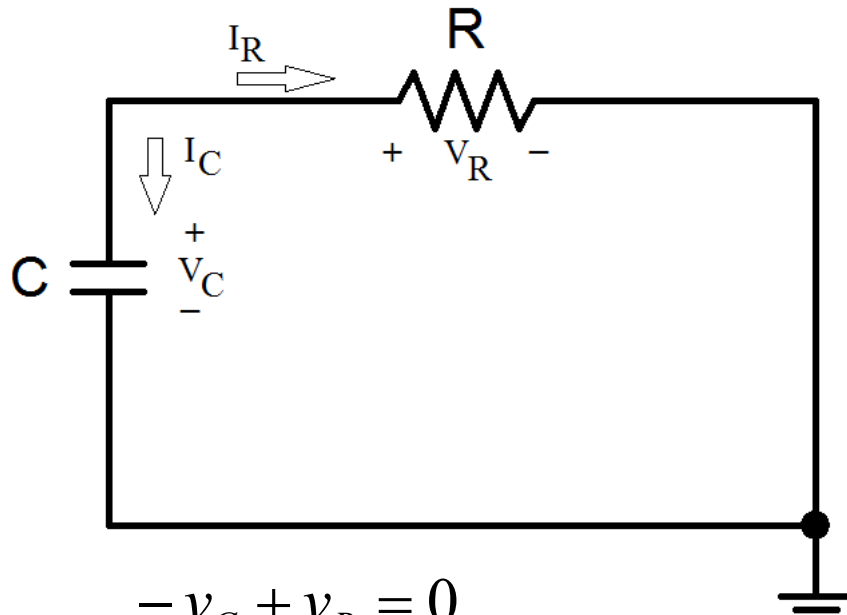 I_R
R
+ V_R −
I_C
+
C
V_C
−
− v_C + v_R = 0